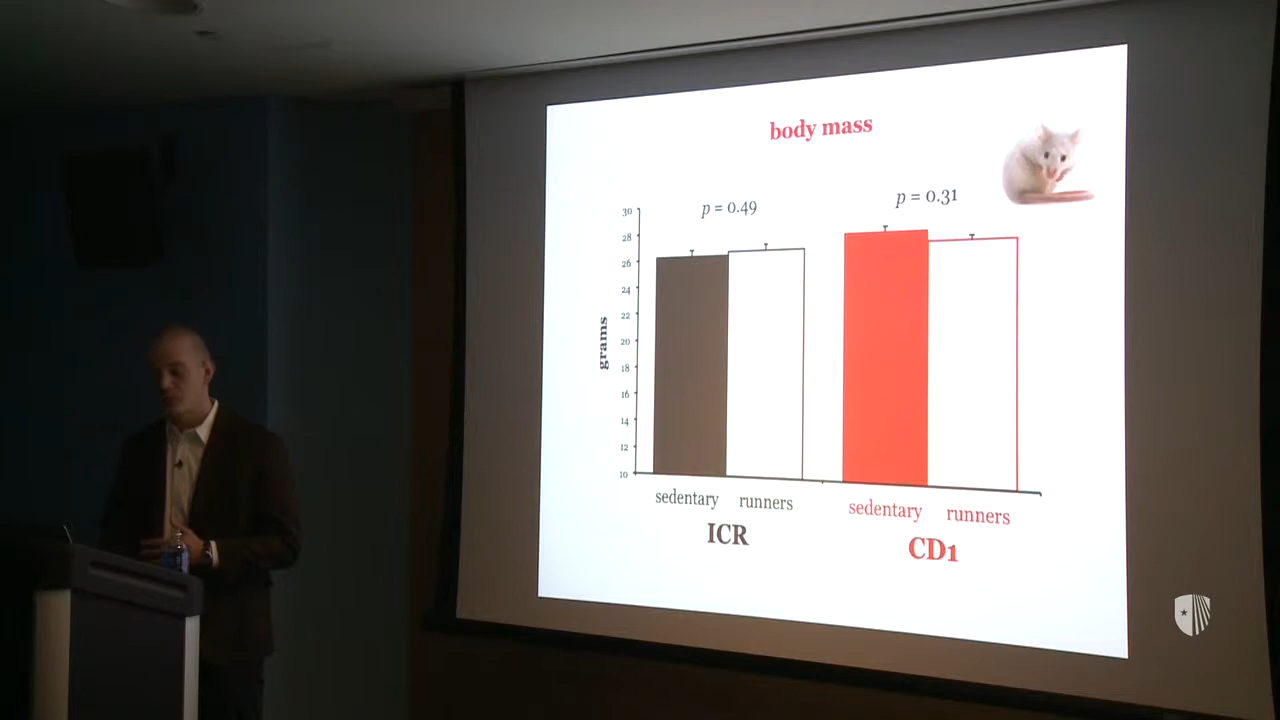 body mass
p = 0.49
p = 0.31
30
28
26
24
22
20
18
16
14
12
10
grams
sedentary runners
sedentary runners
ICR
CD1